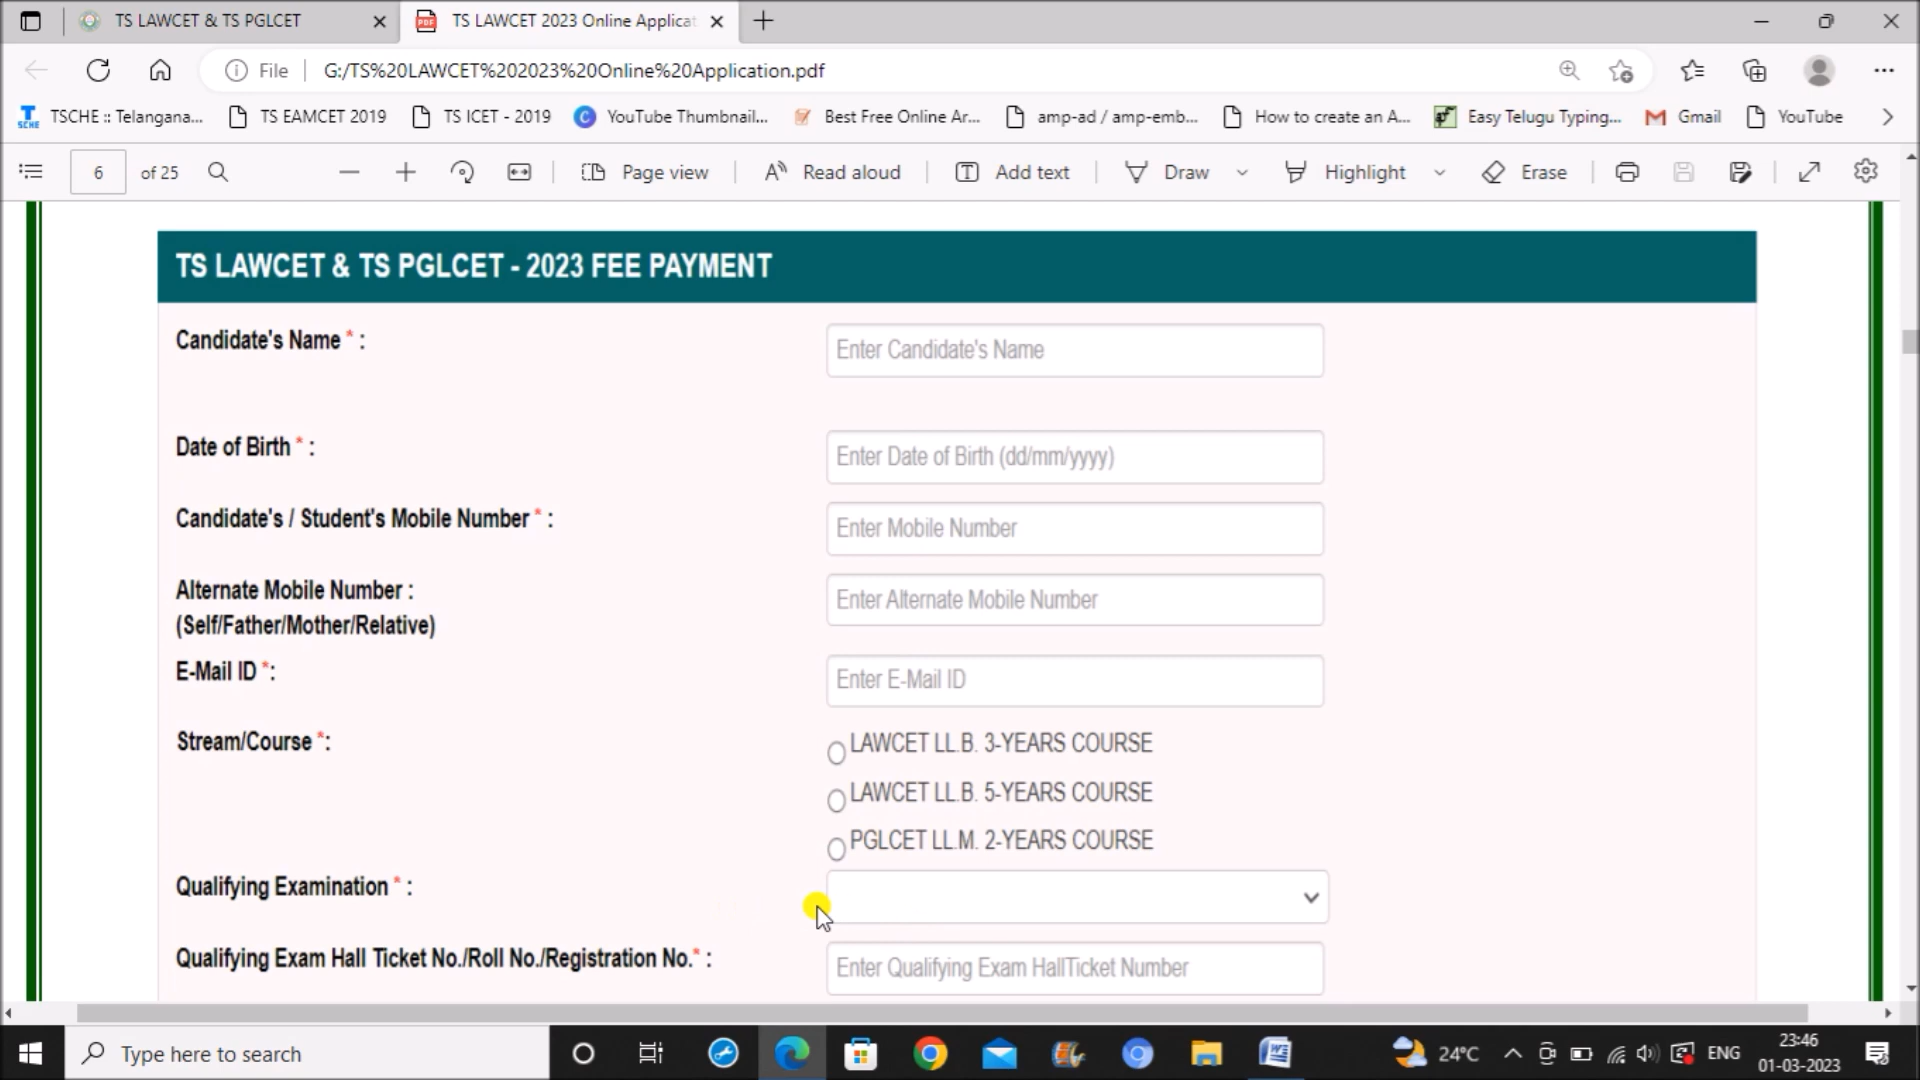 TS LAWCET & TS PGLCET
TS LAWCET 2023 Online Applicat
File
G:/TS%20LAWCET%202023%20Online%20Application.pdf
TSCHE :: Telangana...
TS EAMCET 2019
TS ICET - 2019
YouTube Thumbnail...
Best Free Online Ar...
amp-ad / amp-emb...
How to create an A...
Easy Telugu Typing...
Gmail
YouTube
6 of 25
Page view
Read aloud
Add text
Draw
Highlight
Erase
TS LAWCET & TS PGLCET - 2023 FEE PAYMENT
Candidate's Name * :
Enter Candidate's Name
Date of Birth * :
Enter Date of Birth (dd/mm/yyyy)
Candidate's / Student's Mobile Number * :
Enter Mobile Number
Alternate Mobile Number :
(Self/Father/Mother/Relative)
Enter Alternate Mobile Number
E-Mail ID *:
Enter E-Mail ID
Stream/Course *:
LAWCET LL.B. 3-YEARS COURSE
LAWCET LL.B. 5-YEARS COURSE
PGLCET LL.M. 2-YEARS COURSE
Qualifying Examination * :
Qualifying Exam Hall Ticket No./Roll No./Registration No.* :
Enter Qualifying Exam HallTicket Number
Type here to search
24°C
ENG
23:46
01-03-2023